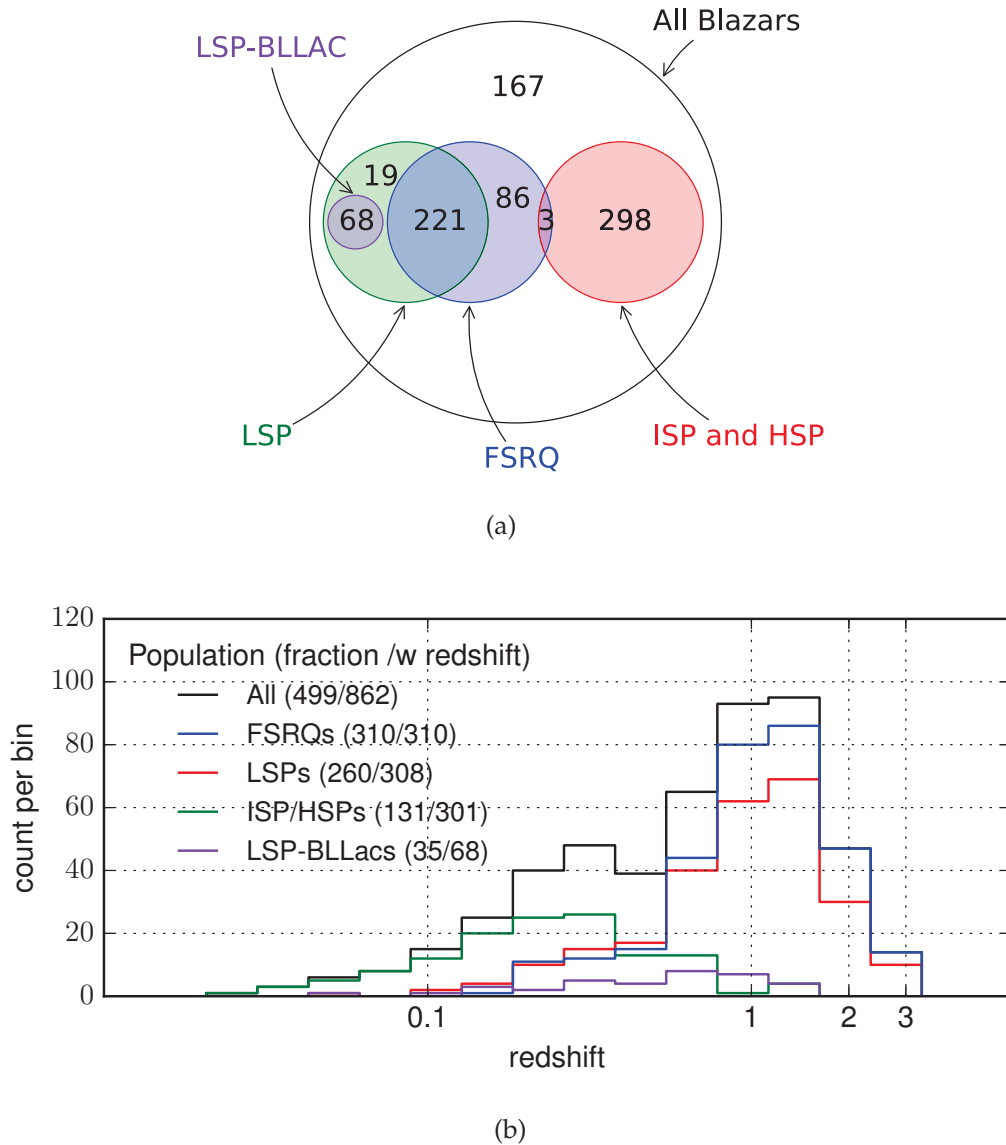 All Blazars
LSP-BLLAC
167
19
86
68
221
3
298
LSP
FSRQ
ISP and HSP
(a)
120
100
80
60
40
20
0
count per bin
Population (fraction /w redshift)
All (499/862)
FSRQs (310/310)
LSPs (260/308)
ISP/HSPs (131/301)
LSP-BLLacs (35/68)
0.1
1
2
3
redshift
(b)